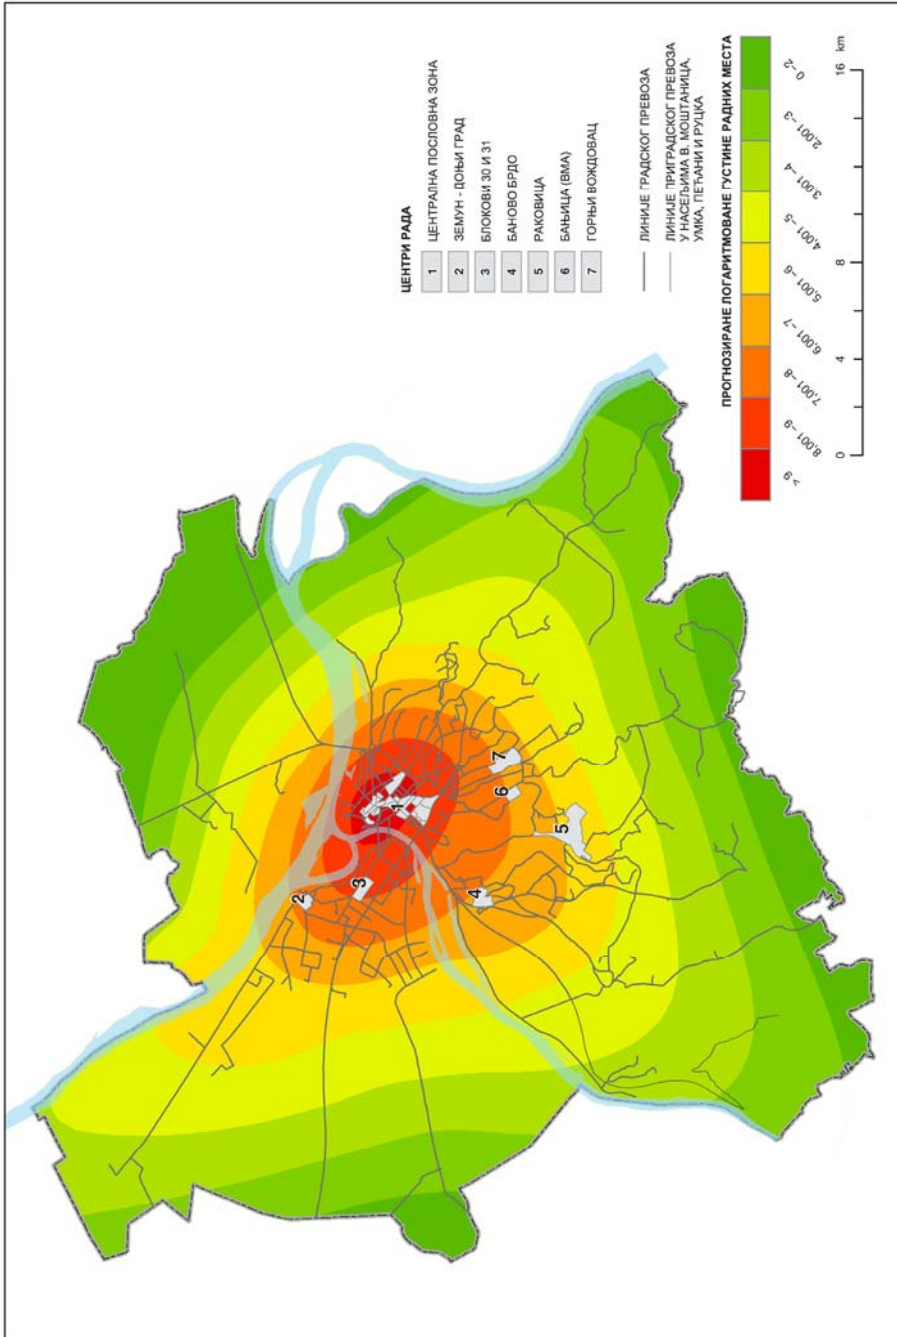 ЦЕНТРИ РАДА
1 ЦЕНТРАЛНА ПОСЛОВНА ЗОНА
2 ЗЕМУН - ДОЊИ ГРАД
3 БЛОКОВИ 30 И 31
4 БАНОВО БРДО
5 РАКОВИЦА
6 БАЊИЦА (ВМА)
7 ГОРЊИ ВОЖДОВАЦ
ЛИНИЈЕ ГРАДСКОГ ПРЕВОЗА
ЛИНИЈЕ ПРИГРАДСКОГ ПРЕВОЗА
У НАСЕЉИМА В. МОШТАНИЦА,
УМКА, ПЕЋАНИ И РУЦКА
ПРОГНОЗИРАНЕ ЛОГАРИТМОВАНЕ ГУСТИНЕ РАДНИХ МЕСТА
>9
8,001–9
7,001–8
6,001–7
5,001–6
4,001–5
3,001–4
2,001–3
0–2
0 4 8 16 km
1
2
3
4
5
6
7